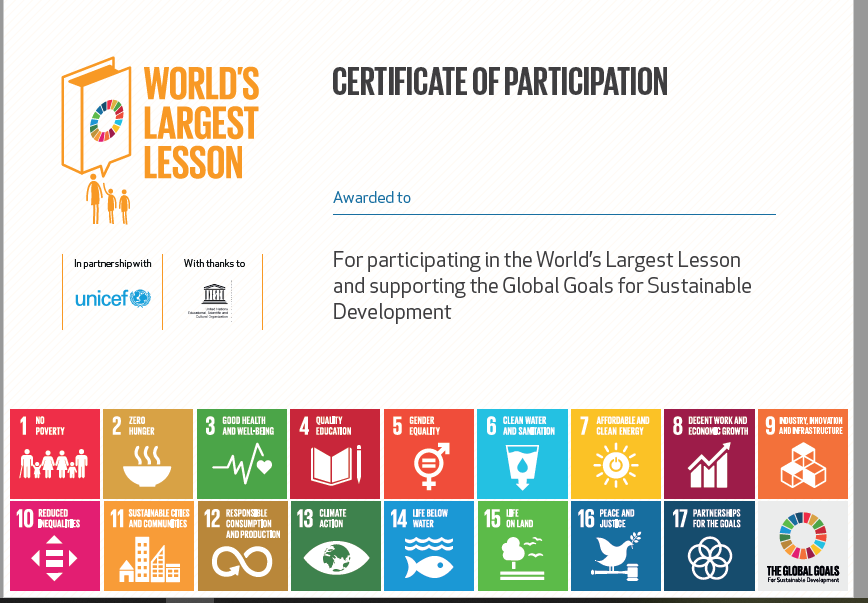 WORLD'S
LARGEST
LESSON
CERTIFICATE OF PARTICIPATION
Awarded to
In partnership with
With thanks to
unicef
United Nations
Educational, Scientific and
Cultural Organization
For participating in the World's Largest Lesson
and supporting the Global Goals for Sustainable
Development
1 NO
POVERTY
2 ZERO
HUNGER
3 GOOD HEALTH
AND WELL-BEING
4 QUALITY
EDUCATION
5 GENDER
EQUALITY
6 CLEAN WATER
AND SANITATION
7 AFFORDABLE AND
CLEAN ENERGY
8 DECENT WORK AND
ECONOMIC GROWTH
9 INDUSTRY, INNOVATION
AND INFRASTRUCTURE
10 REDUCED
INEQUALITIES
11 SUSTAINABLE CITIES
AND COMMUNITIES
12 RESPONSIBLE
CONSUMPTION
AND PRODUCTION
13 CLIMATE
ACTION
14 LIFE BELOW
WATER
15 LIFE
ON LAND
16 PEACE AND
JUSTICE
17 PARTNERSHIPS
FOR THE GOALS
THE GLOBAL GOALS
For Sustainable Development